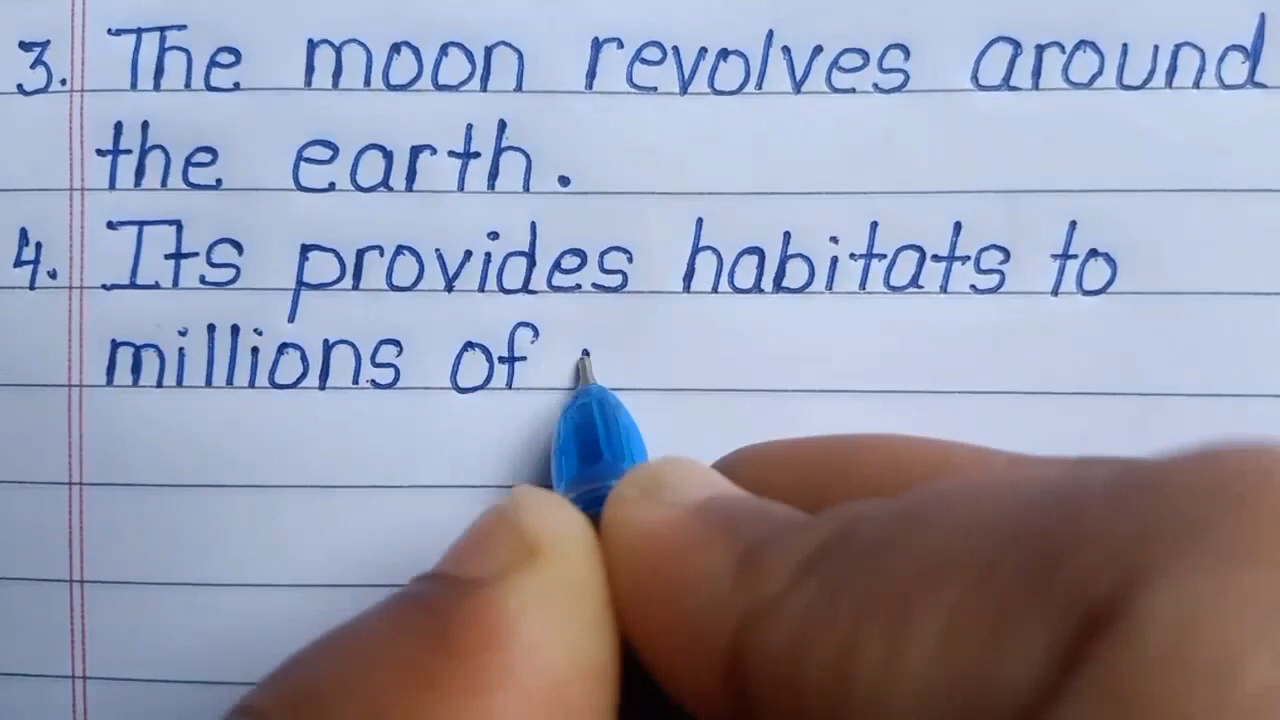 3. The moon revolves around
the earth.
4. Its provides habitats to
millions of